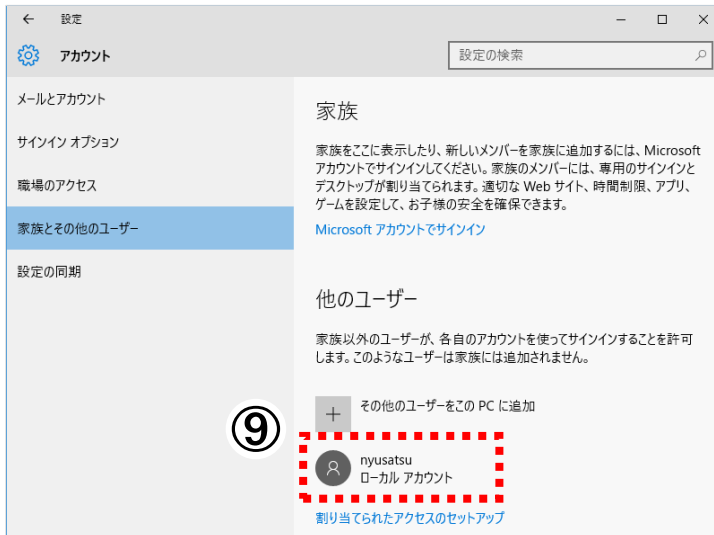 設定
アカウント
設定の検索
メールとアカウント
サインイン オプション
職場のアクセス
家族とその他のユーザー
設定の同期
家族
家族をここに表示したり、新しいメンバーを家族に追加するには、Microsoft
アカウントでサインインしてください。家族のメンバーには、専用のサインインと
デスクトップが割り当てられます。適切な Web サイト、時間制限、アプリ、
ゲームを設定して、お子様の安全を確保できます。
Microsoft アカウントでサインイン
他のユーザー
家族以外のユーザーが、各自のアカウントを使ってサインインすることを許可
します。このようなユーザーは家族には追加されません。
その他のユーザーをこの PC に追加
⑨
nyusatsu
ローカル アカウント
割り当てられたアクセスのセットアップ